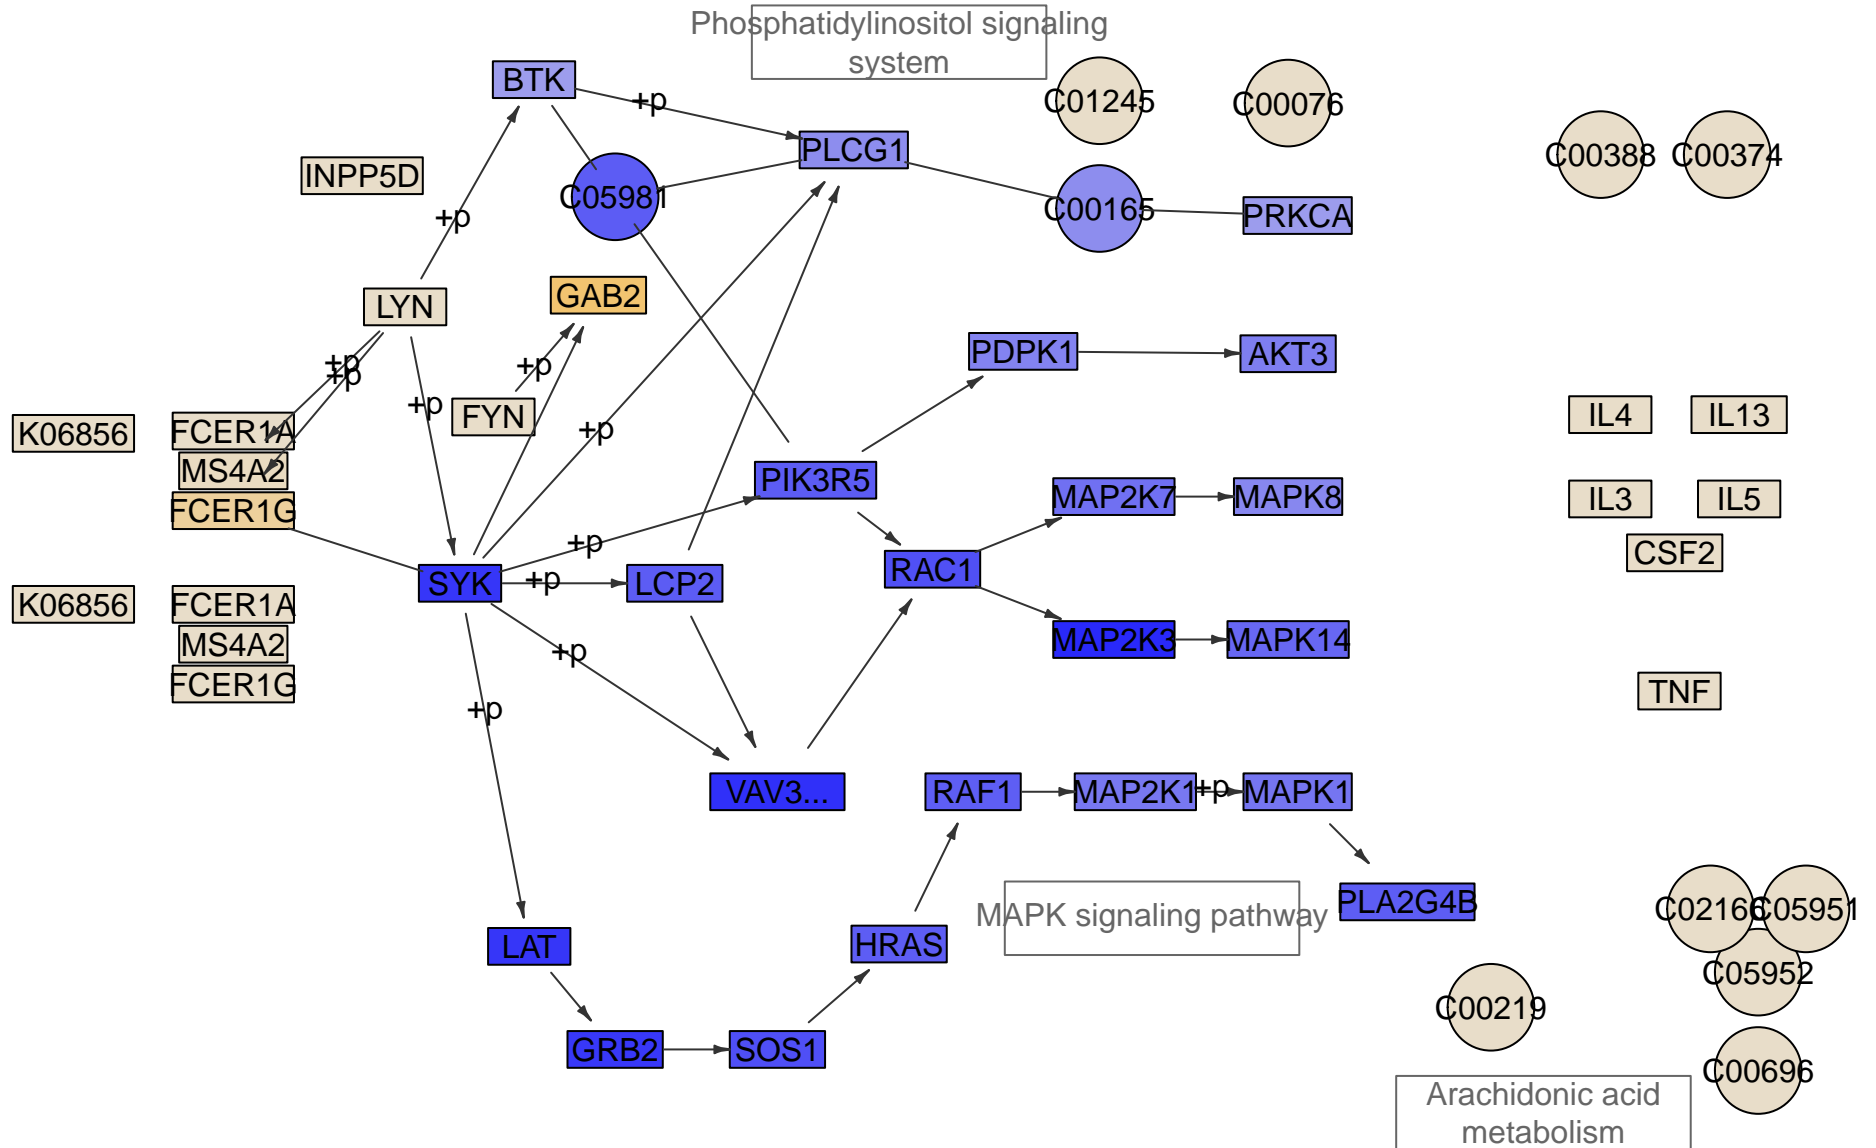 Phosphatidylinositol signaling
system
BTK
+p
C01245
C00076
PLCG1
C00388
C00374
INPP5D
C05981
+p
C00165
PRKCA
LYN
GAB2
+p
+p
+p
PDPK1
AKT3
+p
FYN
+p
K06856
FCER1A
IL4
IL13
MS4A2
PIK3R5
FCER1G
MAP2K7
MAPK8
IL3
IL5
+p
CSF2
SYK
+p
LCP2
RAC1
K06856
FCER1A
MS4A2
+p
MAP2K3
MAPK14
FCER1G
TNF
+p
VAV3...
RAF1
MAP2K1
+p
MAPK1
MAPK signaling pathway
PLA2G4B
C02166
C05951
LAT
HRAS
C05952
C00219
GRB2
SOS1
C00696
Arachidonic acid
metabolism